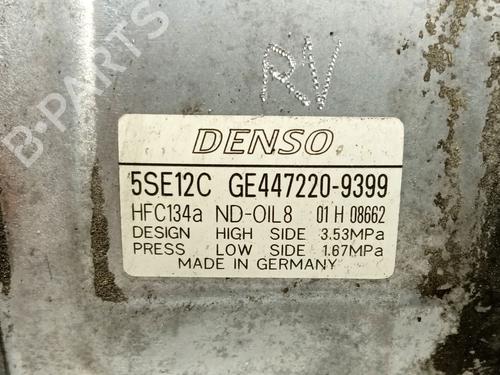 B-PARTS
RV
DENSO
5SE12C GE447220-9399
HFC134a ND-OIL8 01 H 08662
DESIGN HIGH SIDE 3.53MPa
PRESS LOW SIDE 1.67MPa
MADE IN GERMANY